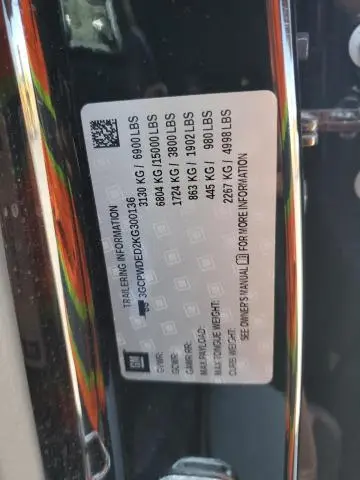 TRAILERING INFORMATION
3GCPWDED2KG300136
GM
GVWR: 3130 KG / 6900 LBS
GCWR: 6804 KG / 15000 LBS
GAWR RR: 1724 KG / 3800 LBS
MAX PAYLOAD: 863 KG / 1902 LBS
MAX TONGUE WEIGHT: 445 KG / 980 LBS
CURB WEIGHT: 2267 KG / 4998 LBS
SEE OWNER'S MANUAL FOR MORE INFORMATION